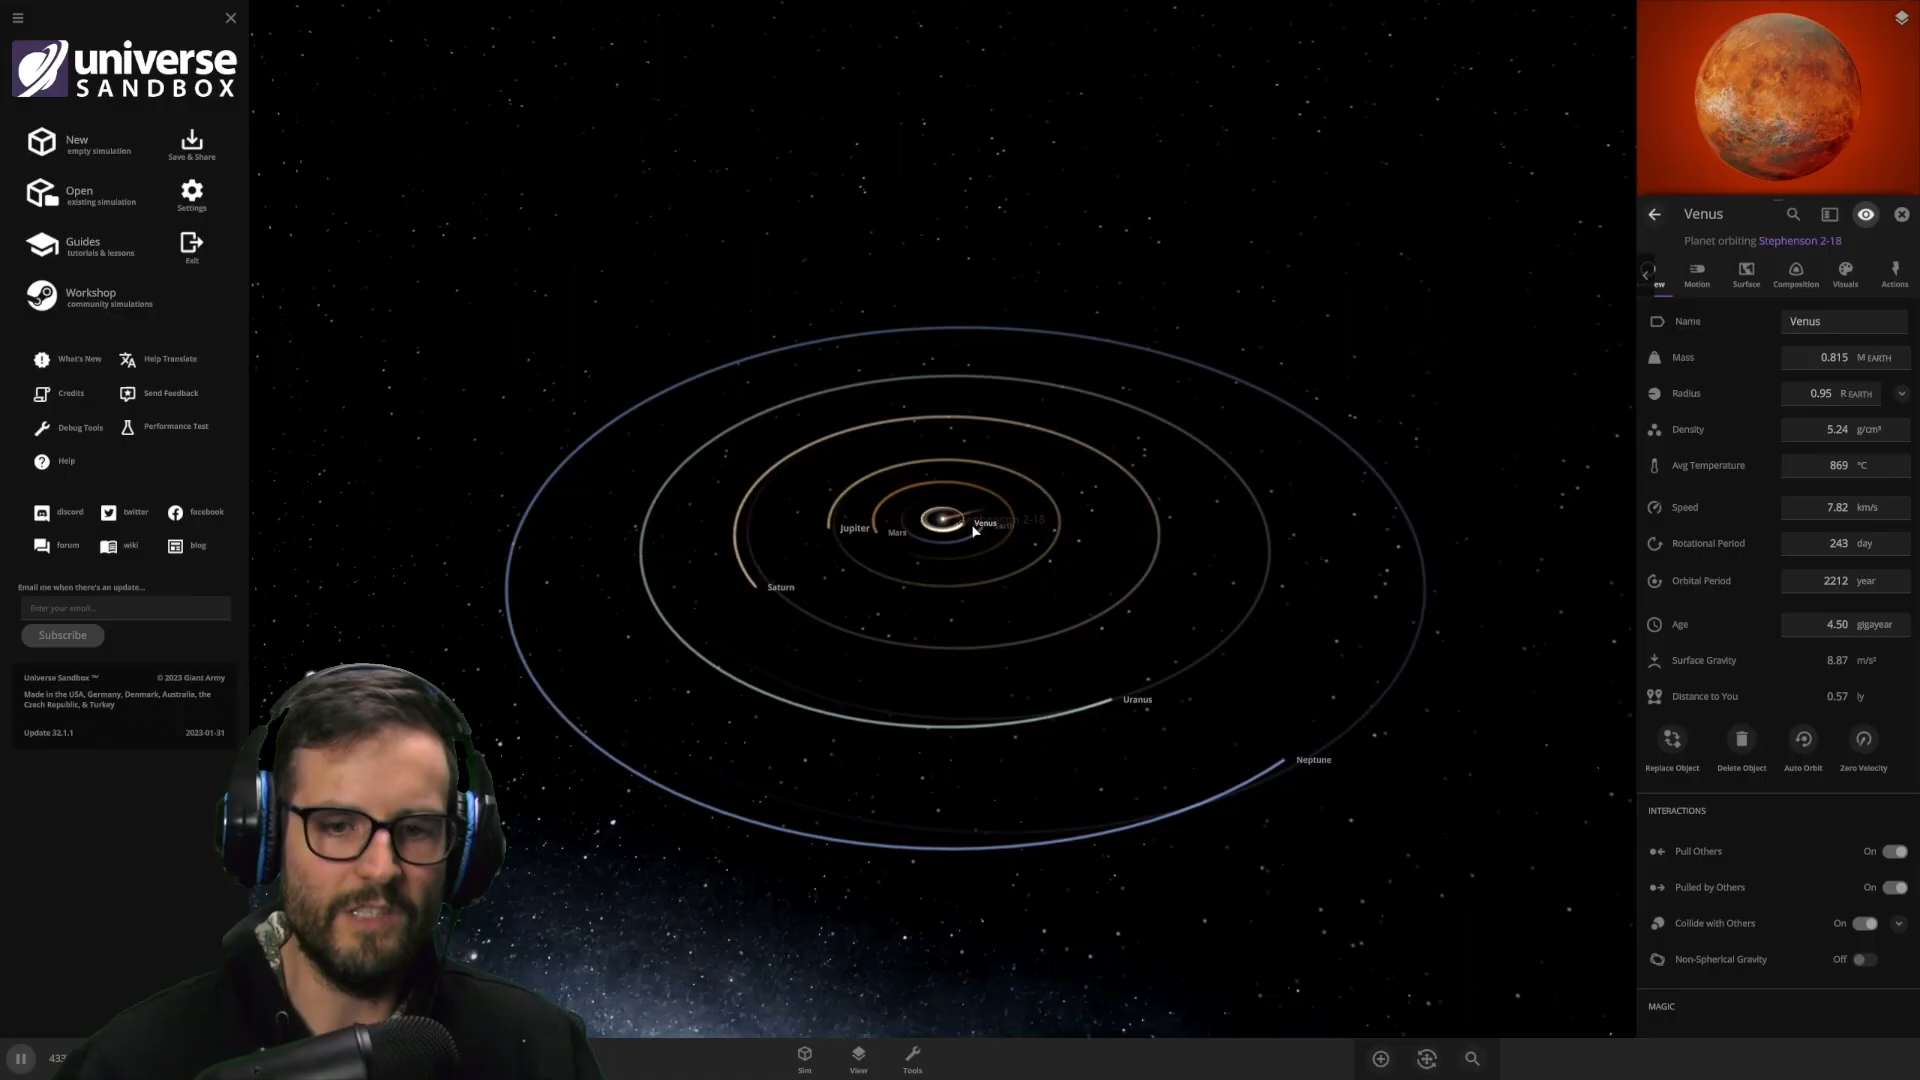 universe
SANDBOX
New
empty simulation
Save & Share
Open
existing simulation
Settings
Guides
tutorials & lessons
Exit
Workshop
community simulations
What's New
Help Translate
Credits
Send Feedback
Debug Tools
Performance Test
Help
discord
twitter
facebook
forum
wiki
blog
Email me when there's an update...
Enter your email...
Subscribe
Universe Sandbox ™
© 2023 Giant Army
Made in the USA, Germany, Denmark, Australia, the
Czech Republic, & Turkey
Update 32.1.1
2023-01-31
433
Jupiter
Mars
Venus
Earth
2-18
Saturn
Uranus
Neptune
Sim
View
Tools
Venus
Planet orbiting Stephenson 2-18
Motion
Surface
Composition
Visuals
Actions
Name
Venus
Mass
0.815 M EARTH
Radius
0.95 R EARTH
Density
5.24 g/cm³
Avg Temperature
869 °C
Speed
7.82 km/s
Rotational Period
243 day
Orbital Period
2212 year
Age
4.50 gigayear
Surface Gravity
8.87 m/s²
Distance to You
0.57 ly
Replace Object
Delete Object
Auto Orbit
Zero Velocity
INTERACTIONS
Pull Others
On
Pulled by Others
On
Collide with Others
On
Non-Spherical Gravity
Off
MAGIC